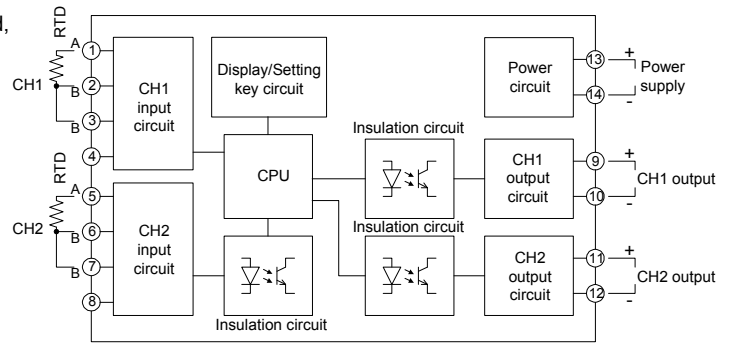 d,
RTD
A
1
CH1
B
2
B
3
4
CH1
input
circuit
Display/Setting
key circuit
CPU
Insulation circuit
Power
circuit
13
+
Power
supply
14
-
CH1
output
circuit
9
+
CH1 output
10
-
RTD
A
5
CH2
B
6
B
7
8
CH2
input
circuit
Insulation circuit
Insulation circuit
CH2
output
circuit
11
+
CH2 output
12
-